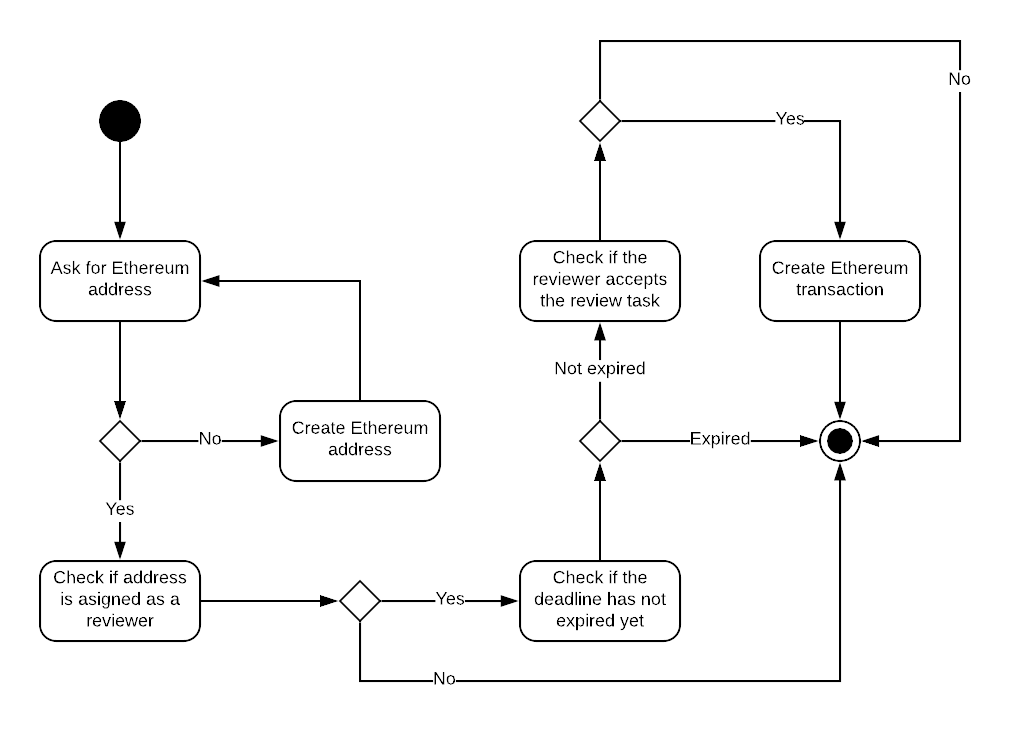 No
Yes
Ask for Ethereum
address
Check if the
reviewer accepts
the review task
Create Ethereum
transaction
Not expired
No
Create Ethereum
address
Expired
Yes
Check if address
is asigned as a
reviewer
Yes
Check if the
deadline has not
expired yet
No